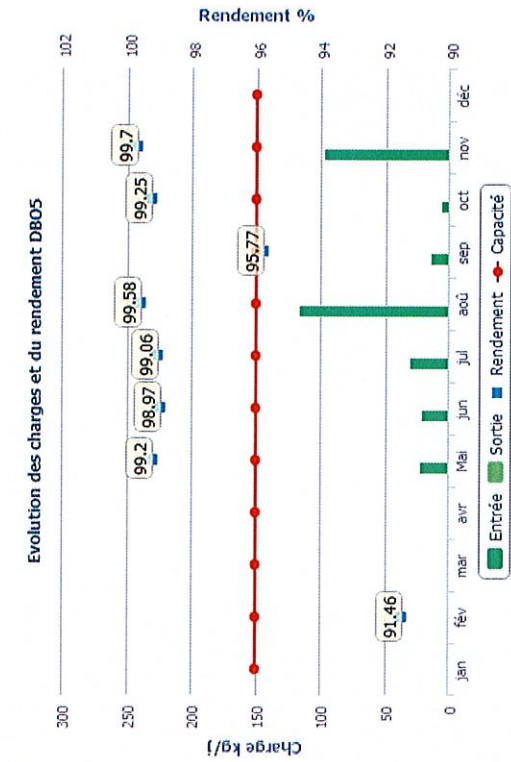 Evolution des charges et du rendement DBO5
Charge kg/j
Rendement %
300
250
200
150
100
50
0
102
100
98
96
94
92
90
91.46
99.2
98.97
99.06
99.58
95.77
99.25
99.7
jan
fév
mar
avr
Mai
jun
jul
aoû
sep
oct
nov
déc
Entrée
Sortie
Rendement
Capacité